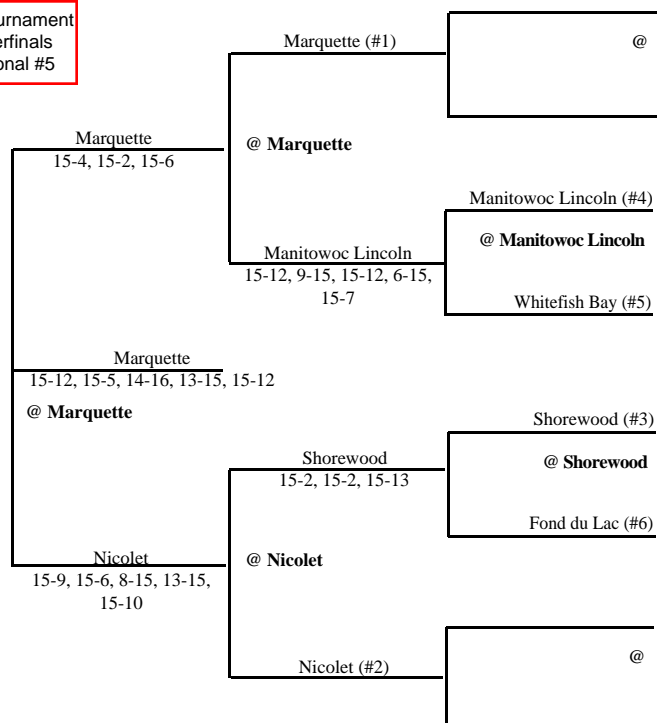 Marquette (#1)
@
@ Marquette
Marquette
15-4, 15-2, 15-6
Manitowoc Lincoln (#4)
@ Manitowoc Lincoln
Manitowoc Lincoln
15-12, 9-15, 15-12, 6-15,
15-7
Whitefish Bay (#5)
Marquette
15-12, 15-5, 14-16, 13-15, 15-12
@ Marquette
Shorewood (#3)
@ Shorewood
Shorewood
15-2, 15-2, 15-13
Fond du Lac (#6)
Nicolet
15-9, 15-6, 8-15, 13-15,
15-10
@ Nicolet
Nicolet (#2)
@
#5